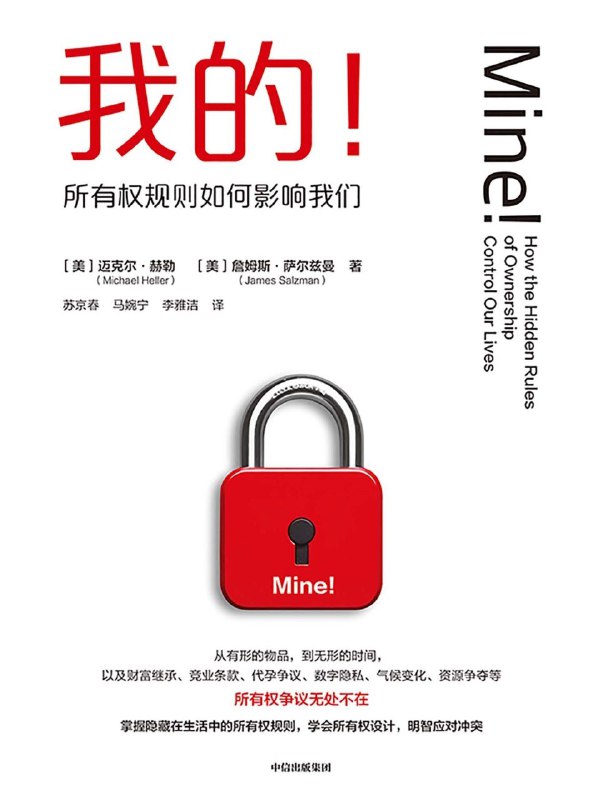 我的！
所有权规则如何影响我们
［美］迈克尔·赫勒 ［美］詹姆斯·萨尔兹曼 著
（Michael Heller） （James Salzman）
苏京春 马婉宁 李雅洁 译
Mine!
How the Hidden Rules
of Ownership
Control Our Lives
Mine!
从有形的物品，到无形的时间，
以及财富继承、竞业条款、代孕争议、数字隐私、气候变化、资源争夺等
所有权争议无处不在
掌握隐藏在生活中的所有权规则，学会所有权设计，明智应对冲突
中信出版集团